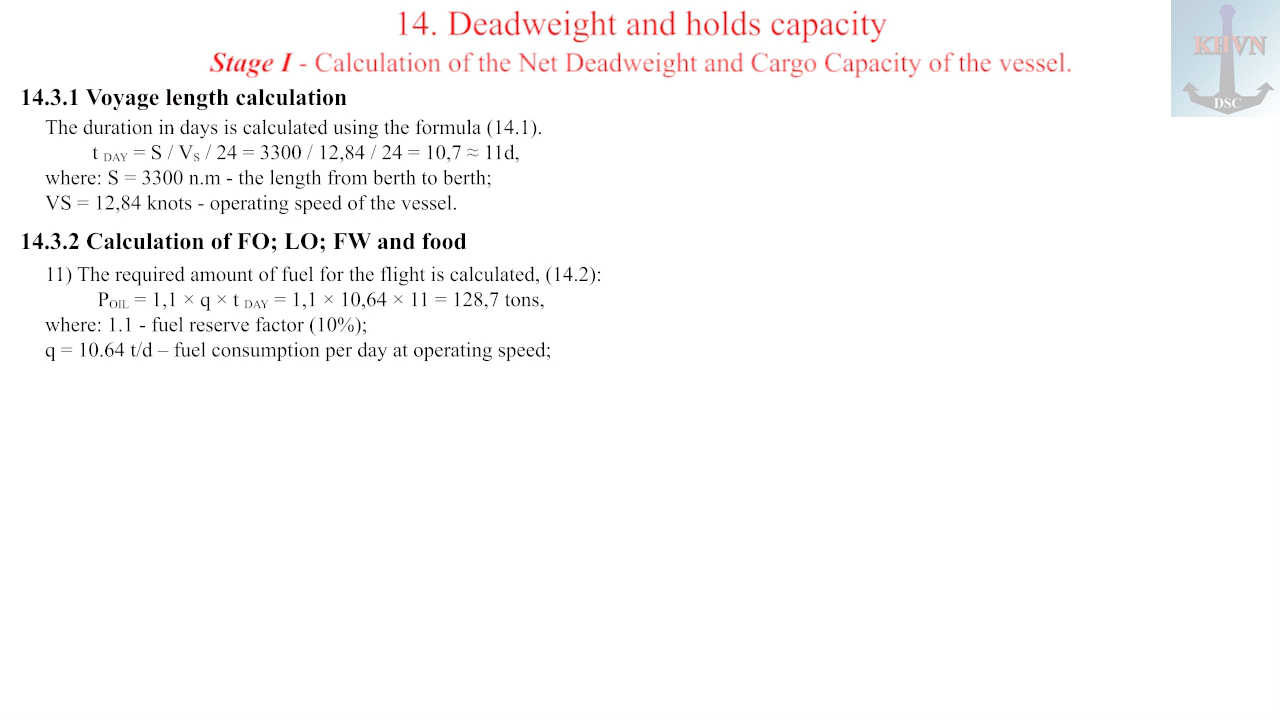 14. Deadweight and holds capacity
Stage I - Calculation of the Net Deadweight and Cargo Capacity of the vessel.
KHVN
DSC
14.3.1 Voyage length calculation
The duration in days is calculated using the formula (14.1).
t DAY = S / VS / 24 = 3300 / 12,84 / 24 = 10,7 ≈ 11d,
where: S = 3300 n.m - the length from berth to berth;
VS = 12,84 knots - operating speed of the vessel.
14.3.2 Calculation of FO; LO; FW and food
11) The required amount of fuel for the flight is calculated, (14.2):
POIL = 1,1 × q × t DAY = 1,1 × 10,64 × 11 = 128,7 tons,
where: 1.1 - fuel reserve factor (10%);
q = 10.64 t/d – fuel consumption per day at operating speed;